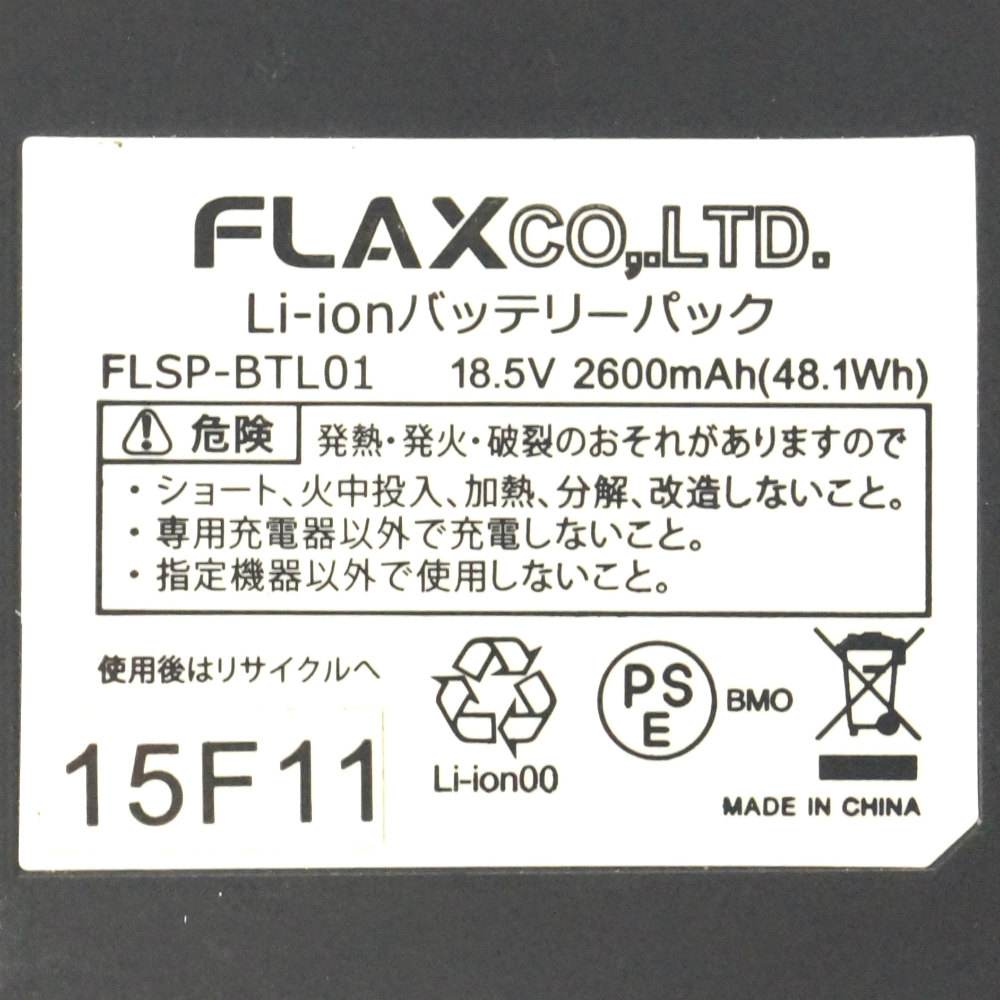 FLAX CO,.LTD.
Li-ionバッテリーパック
FLSP-BTL01 18.5V 2600mAh(48.1Wh)
危険 発熱・発火・破裂のおそれがありますので
・ショート、火中投入、加熱、分解、改造しないこと。
・専用充電器以外で充電しないこと。
・指定機器以外で使用しないこと。
使用後はリサイクルへ
PS
E
BMO
15F11
Li-ion00
MADE IN CHINA